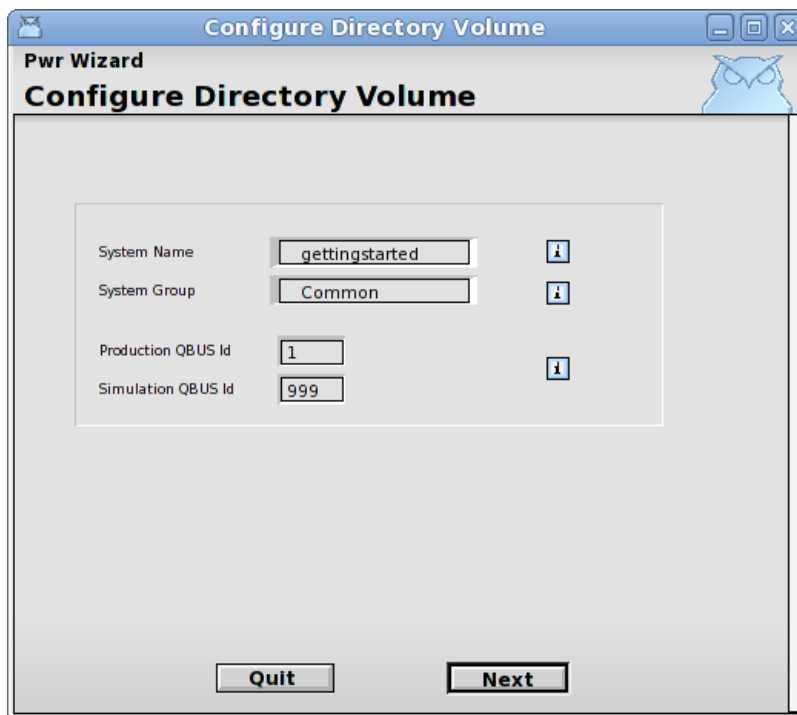 Configure Directory Volume
Pwr Wizard
Configure Directory Volume
System Name gettingstarted i
System Group Common i
Production QBUS Id 1
i
Simulation QBUS Id 999
Quit Next